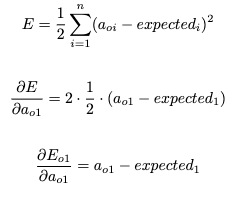 E = \frac{1}{2} \sum_{i=1}^{n} (a_{oi} - expected_i)^2
\frac{\partial E}{\partial a_{o1}} = 2 \cdot \frac{1}{2} \cdot (a_{o1} - expected_1)
\frac{\partial E_{o1}}{\partial a_{o1}} = a_{o1} - expected_1